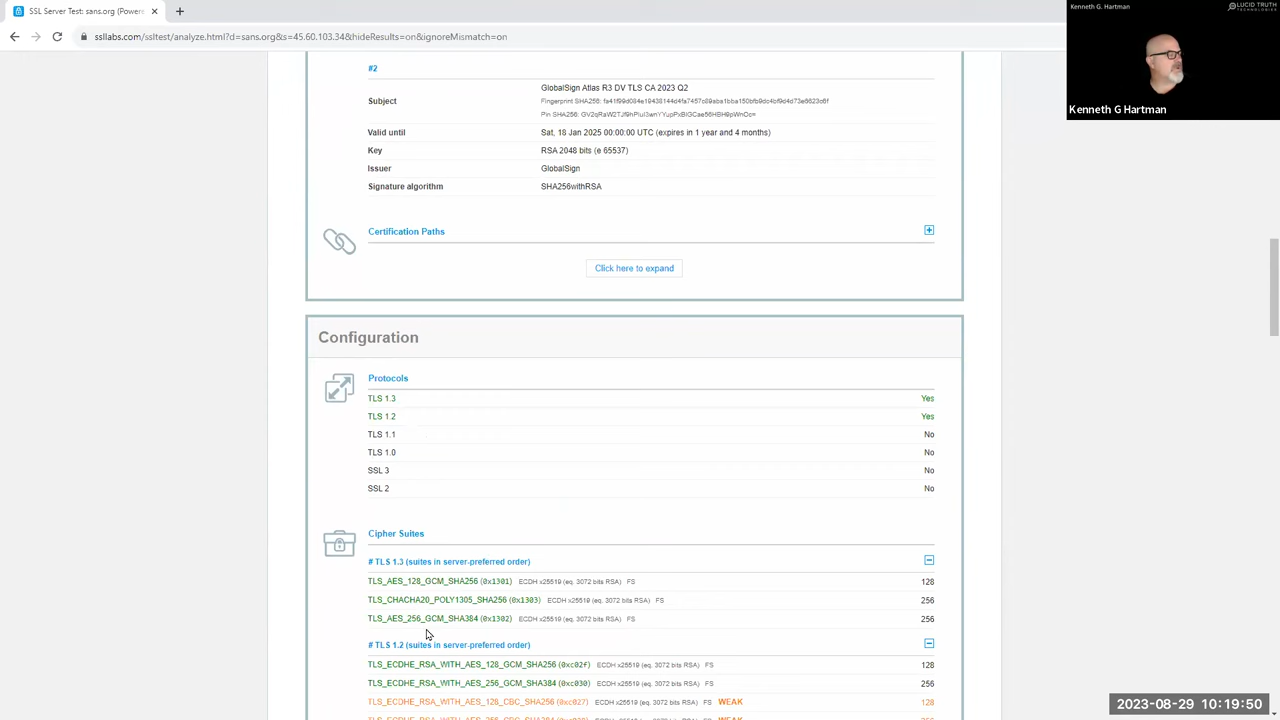 SSL Server Test: sans.org (Power
ssllabs.com/ssltest/analyze.html?d=sans.org&s=45.60.103.34&hideResults=on&ignoreMismatch=on
Kenneth G. Hartman
LUCID TRUTH
TECHNOLOGIES
Kenneth G Hartman
#2
Subject
GlobalSign Atlas R3 DV TLS CA 2023 Q2
Fingerprint SHA256:
Pin SHA256:
Valid until
Sat, 18 Jan 2025 00:00:00 UTC (expires in 1 year and 4 months)
Key
RSA 2048 bits (e 65537)
Issuer
GlobalSign
Signature algorithm
SHA256withRSA
Certification Paths
Click here to expand
Configuration
Protocols
TLS 1.3 Yes
TLS 1.2 Yes
TLS 1.1 No
TLS 1.0 No
SSL 3 No
SSL 2 No
Cipher Suites
# TLS 1.3 (suites in server-preferred order)
TLS_AES_128_GCM_SHA256 (0x1301) ECDH x25519 (eq. 3072 bits RSA) FS 128
TLS_CHACHA20_POLY1305_SHA256 (0x1303) ECDH x25519 (eq. 3072 bits RSA) FS 256
TLS_AES_256_GCM_SHA384 (0x1302) ECDH x25519 (eq. 3072 bits RSA) FS 256
# TLS 1.2 (suites in server-preferred order)
TLS_ECDHE_RSA_WITH_AES_128_GCM_SHA256 (0xc02f) ECDH x25519 (eq. 3072 bits RSA) FS 128
TLS_ECDHE_RSA_WITH_AES_256_GCM_SHA384 (0xc030) ECDH x25519 (eq. 3072 bits RSA) FS 256
TLS_ECDHE_RSA_WITH_AES_128_CBC_SHA256 (0xc027) ECDH x25519 (eq. 3072 bits RSA) FS WEAK 128
2023-08-29 10:19:50